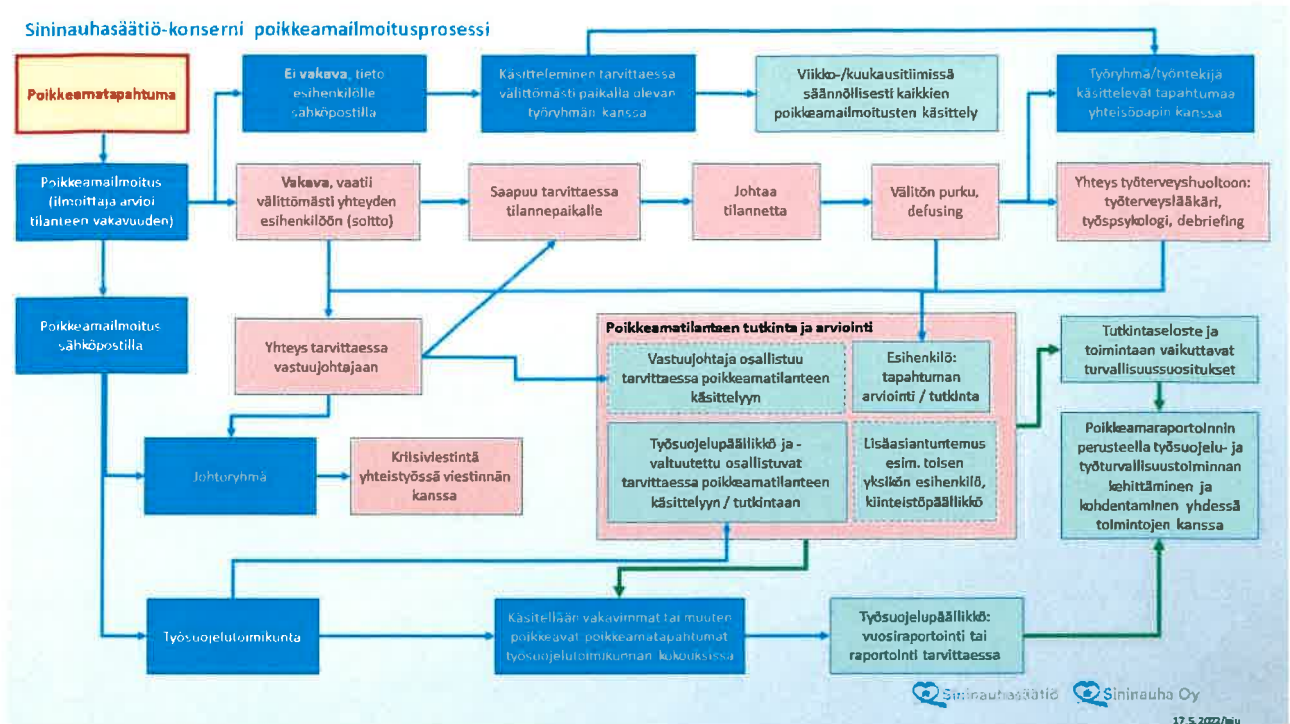 Sininauhasäätiö-konserni poikkeamailmoitusprosessi
Poikkeamatapahtuma
Ei vakava, tieto
esihenkilölle
sähköpostilla
Käsitteleminen tarvittaessa
välittömästi paikalla olevan
työryhmän kanssa
Viikko-/kuukausitiimissä
säännöllisesti kaikkien
poikkeamailmoitusten käsittely
Työryhmä/työntekijä
käsittelevät tapahtumaa
yhteisöpapin kanssa
Poikkeamailmoitus
(ilmoittaja arvioi
tilanteen vakavuuden)
Vakava, vaatii
välittömästi yhteyden
esihenkilöön (soitto)
Saapuu tarvittaessa
tilannepaikalle
Johtaa
tilannetta
Välitön purku,
defusing
Yhteys työterveyshuoltoon:
työterveyslääkäri,
työspsykologi, debriefing
Poikkeamailmoitus
sähköpostilla
Yhteys tarvittaessa
vastuujohtajaan
Poikkeamatilanteen tutkinta ja arviointi
Vastuujohtaja osallistuu
tarvittaessa poikkeamatilanteen
käsittelyyn
Esihenkilö:
tapahtuman
arviointi / tutkinta
Tutkintaseloste ja
toimintaan vaikuttavat
turvallisuussuositukset
Johtoryhmä
Kriisiviestintä
yhteistyössä viestinnän
kanssa
Työsuojelupäällikkö ja -
valtuutettu osallistuvat
tarvittaessa poikkeamatilanteen
käsittelyyn / tutkintaan
Lisäasiantuntemus
esim. toisen
yksikön esihenkilö,
kiinteistöpäällikkö
Poikkeamaraportoinnin
perusteella työsuojelu- ja
työturvallisuustoiminnan
kehittäminen ja
kohdentaminen yhdessä
toimintojen kanssa
Työsuojelutoimikunta
Käsitellään vakavimmat tai muuten
poikkeavat poikkeamatapahtumat
työsuojelutoimikunnan kokouksissa
Työsuojelupäällikkö:
vuosiraportointi tai
raportointi tarvittaessa
Sininauhasäätiö
Sininauha Oy
17.5.2022/